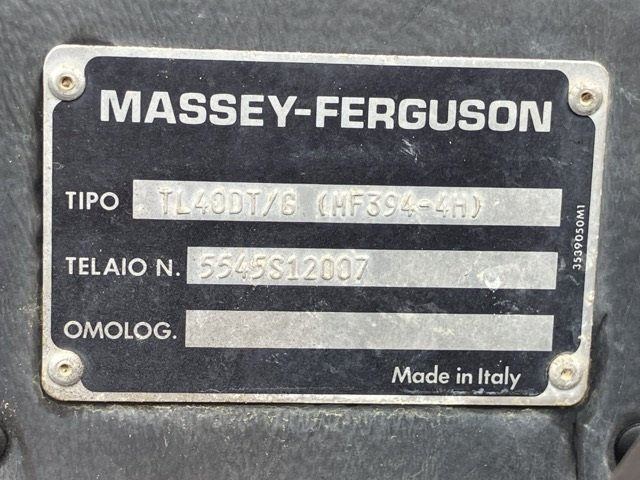 MASSEY-FERGUSON
TIPO TL40DT/6 (MF394-4H)
TELAIO N. 5545S12007
OMOLOG.
Made in Italy
3539050M1